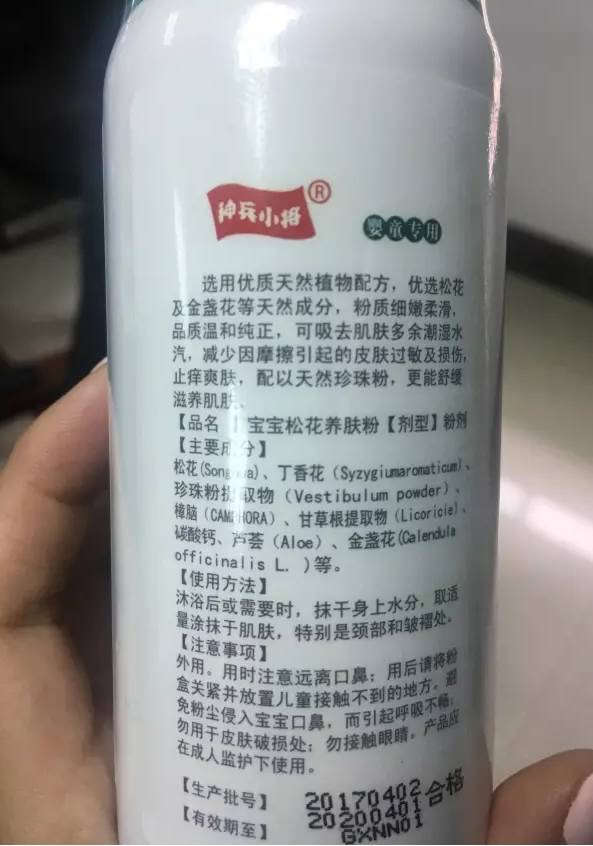 神兵小将®
婴童专用
选用优质天然植物配方，优选松花
及金盏花等天然成分，粉质细嫩柔滑，
品质温和纯正，可吸去肌肤多余潮湿水
汽，减少因摩擦引起的皮肤过敏及损伤，
止痒爽肤，配以天然珍珠粉，更能舒缓
滋养肌肤。
【品名】宝宝松花养肤粉【剂型】粉剂
【主要成分】
松花、丁香花（Syzygiumaromaticum）、
珍珠粉提取物（Vestibulum powder）、
樟脑（CAMPHORA）、甘草根提取物（Licoricie）、
碳酸钙、芦荟（Aloe）、金盏花(Calendula
officinalis L. )等。
【使用方法】
沐浴后或需要时，抹干身上水分，取适
量涂抹于肌肤，特别是颈部和皱褶处。
【注意事项】
外用。用时注意远离口鼻；用后请将粉
盒关紧并放置儿童接触不到的地方。避
免粉尘侵入宝宝口鼻，而引起呼吸不畅；
勿用于皮肤破损处；勿接触眼睛。产品应
在成人监护下使用。
【生产批号】 20170402 合格
【有效期至】 20200401
GXNN01